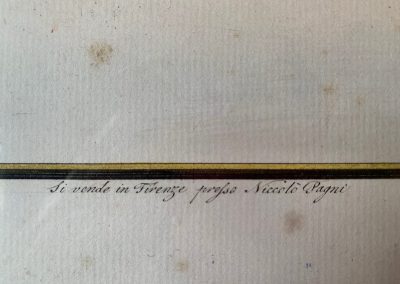 Si vende in Firenze presso Niccolò Pagni